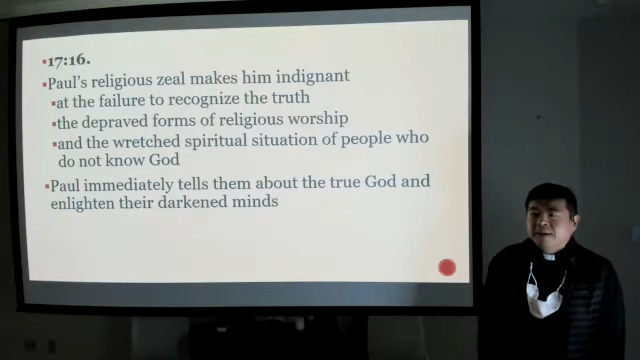 17:16.
Paul's religious zeal makes him indignant
at the failure to recognize the truth
the depraved forms of religious worship
and the wretched spiritual situation of people who
do not know God
Paul immediately tells them about the true God and
enlighten their darkened minds